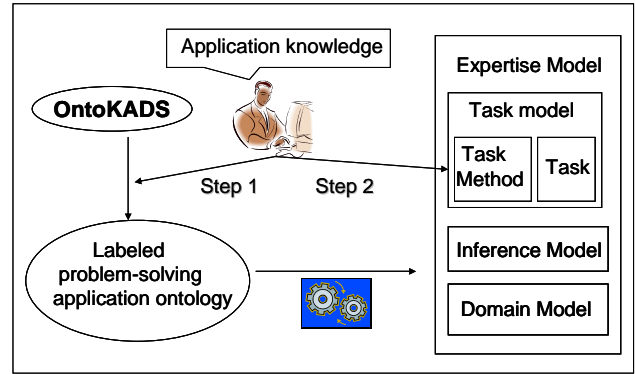 Application knowledge
OntoKADS
Step 1
Step 2
Labeled
problem-solving
application ontology
Expertise Model
Task model
Task
Method
Task
Inference Model
Domain Model